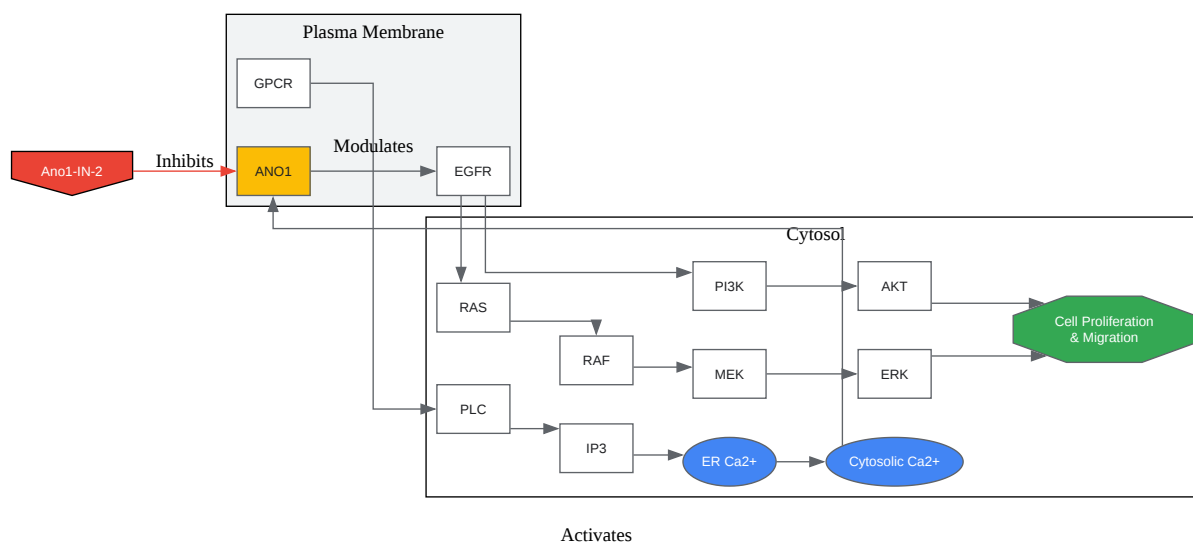 Plasma Membrane
GPCR
Ano1-IN-2
Inhibits
ANO1
Modulates
EGFR
Cytosol
RAS
PI3K
AKT
RAF
MEK
ERK
Cell Proliferation
& Migration
PLC
IP3
ER Ca2+
Cytosolic Ca2+
Activates